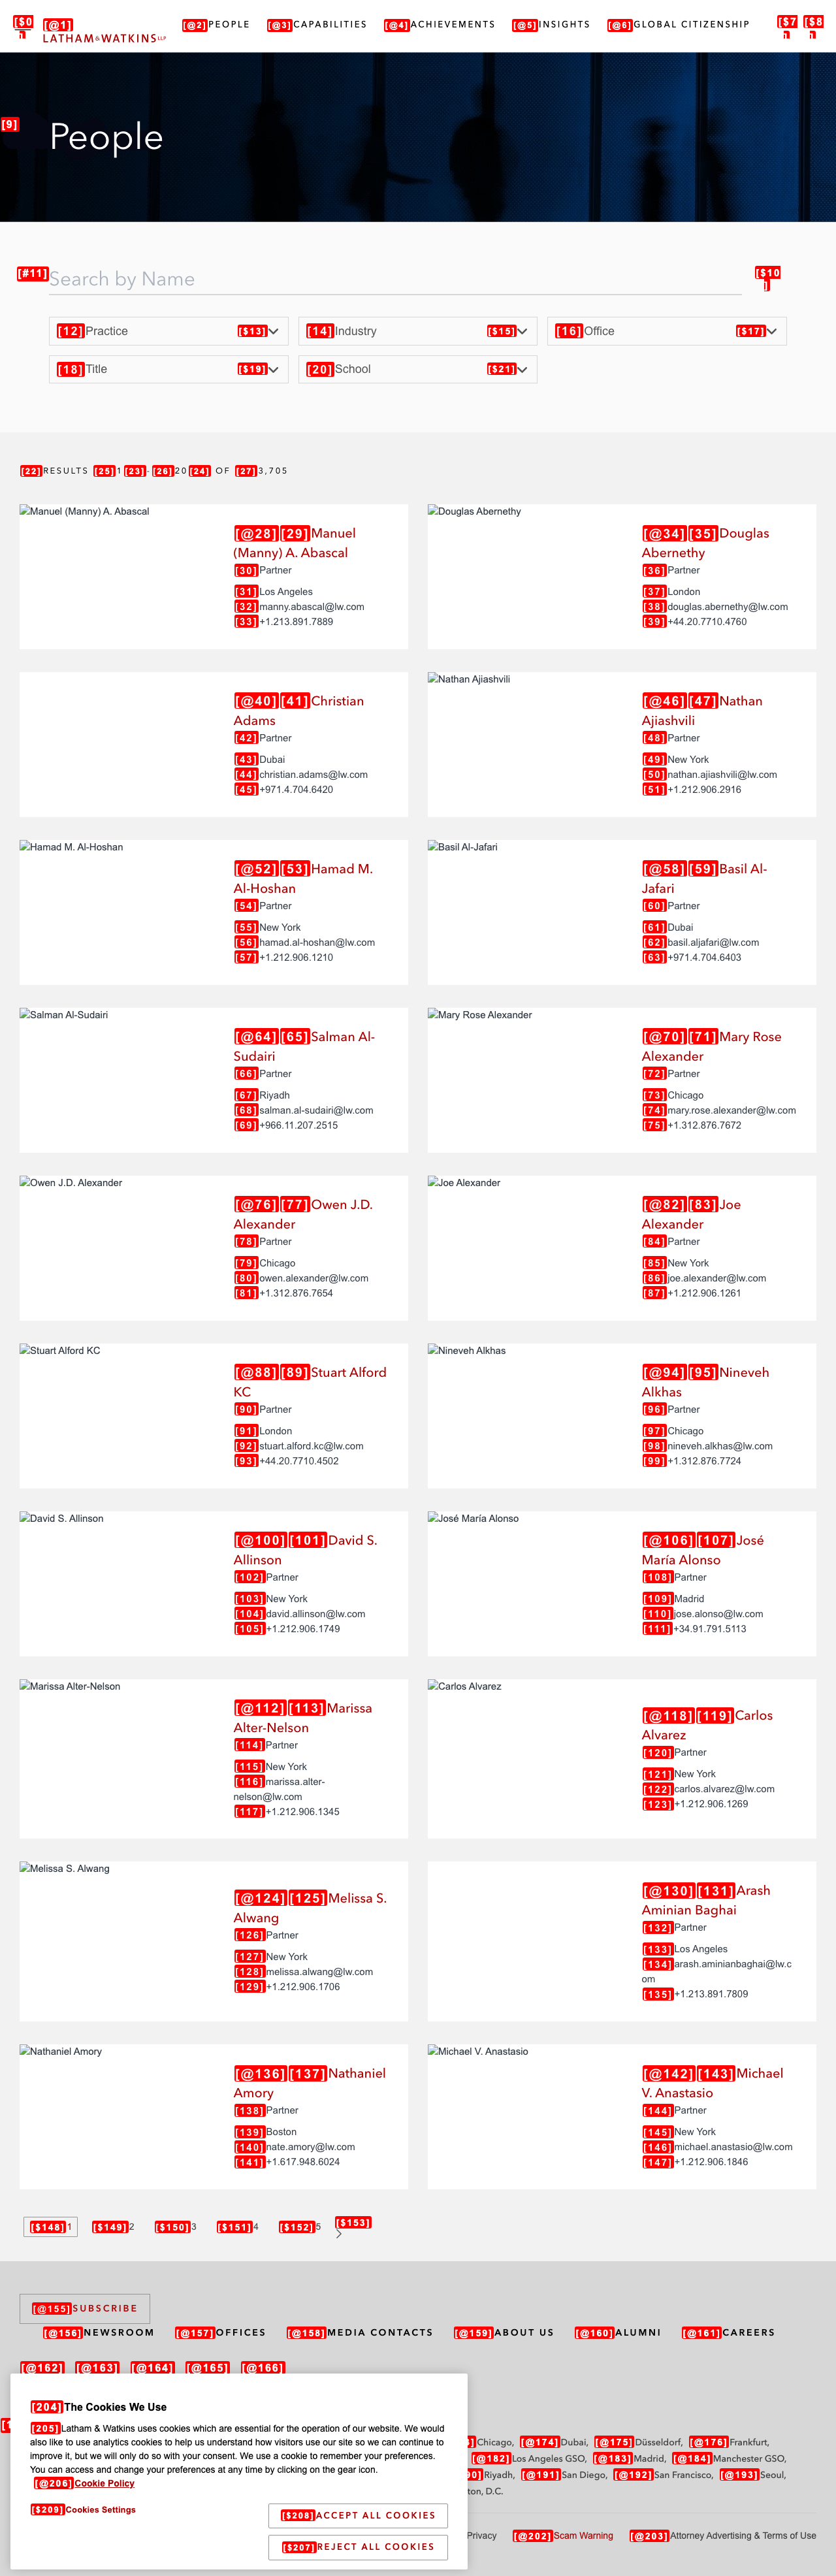 [$0] [@1] [@2]PEOPLE [@3]CAPABILITIES [@4]ACHIEVEMENTS [@5]INSIGHTS [@6]GLOBAL CITIZENSHIP [$7] [$8]
LATHAM&WATKINS LLP
[9]
People
[#11]Search by Name [$10]
[12]Practice [$13] [14]Industry [$15] [16]Office [$17]
[18]Title [$19] [20]School [$21]
[22]RESULTS [25]1[23]-[26]20[24] OF [27]3,705
Manuel (Manny) A. Abascal
[@28][29]Manuel
(Manny) A. Abascal
[30]Partner
[31]Los Angeles
[32]manny.abascal@lw.com
[33]+1.213.891.7889
Douglas Abernethy
[@34][35]Douglas
Abernethy
[36]Partner
[37]London
[38]douglas.abernethy@lw.com
[39]+44.20.7710.4760
[@40][41]Christian
Adams
[42]Partner
[43]Dubai
[44]christian.adams@lw.com
[45]+971.4.704.6420
Nathan Ajiashvili
[@46][47]Nathan
Ajiashvili
[48]Partner
[49]New York
[50]nathan.ajiashvili@lw.com
[51]+1.212.906.2916
Hamad M. Al-Hoshan
[@52][53]Hamad M.
Al-Hoshan
[54]Partner
[55]New York
[56]hamad.al-hoshan@lw.com
[57]+1.212.906.1210
Basil Al-Jafari
[@58][59]Basil Al-
Jafari
[60]Partner
[61]Dubai
[62]basil.aljafari@lw.com
[63]+971.4.704.6403
Salman Al-Sudairi
[@64][65]Salman Al-
Sudairi
[66]Partner
[67]Riyadh
[68]salman.al-sudairi@lw.com
[69]+966.11.207.2515
Mary Rose Alexander
[@70][71]Mary Rose
Alexander
[72]Partner
[73]Chicago
[74]mary.rose.alexander@lw.com
[75]+1.312.876.7672
Owen J.D. Alexander
[@76][77]Owen J.D.
Alexander
[78]Partner
[79]Chicago
[80]owen.alexander@lw.com
[81]+1.312.876.7654
Joe Alexander
[@82][83]Joe
Alexander
[84]Partner
[85]New York
[86]joe.alexander@lw.com
[87]+1.212.906.1261
Stuart Alford KC
[@88][89]Stuart Alford
KC
[90]Partner
[91]London
[92]stuart.alford.kc@lw.com
[93]+44.20.7710.4502
Nineveh Alkhas
[@94][95]Nineveh
Alkhas
[96]Partner
[97]Chicago
[98]nineveh.alkhas@lw.com
[99]+1.312.876.7724
David S. Allinson
[@100][101]David S.
Allinson
[102]Partner
[103]New York
[104]david.allinson@lw.com
[105]+1.212.906.1749
José María Alonso
[@106][107]José
María Alonso
[108]Partner
[109]Madrid
[110]jose.alonso@lw.com
[111]+34.91.791.5113
Marissa Alter-Nelson
[@112][113]Marissa
Alter-Nelson
[114]Partner
[115]New York
[116]marissa.alter-
nelson@lw.com
[117]+1.212.906.1345
Carlos Alvarez
[@118][119]Carlos
Alvarez
[120]Partner
[121]New York
[122]carlos.alvarez@lw.com
[123]+1.212.906.1269
Melissa S. Alwang
[@124][125]Melissa S.
Alwang
[126]Partner
[127]New York
[128]melissa.alwang@lw.com
[129]+1.212.906.1706
[@130][131]Arash
Aminian Baghai
[132]Partner
[133]Los Angeles
[134]arash.aminianbaghai@lw.c
om
[135]+1.213.891.7809
Nathaniel Amory
[@136][137]Nathaniel
Amory
[138]Partner
[139]Boston
[140]nate.amory@lw.com
[141]+1.617.948.6024
Michael V. Anastasio
[@142][143]Michael
V. Anastasio
[144]Partner
[145]New York
[146]michael.anastasio@lw.com
[147]+1.212.906.1846
[$148]1 [$149]2 [$150]3 [$151]4 [$152]5 [$153]
[@155]SUBSCRIBE
[@156]NEWSROOM [@157]OFFICES [@158]MEDIA CONTACTS [@159]ABOUT US [@160]ALUMNI [@161]CAREERS
[@162] [@163] [@164] [@165] [@166]
Chicago, [@174]Dubai, [@175]Düsseldorf, [@176]Frankfurt,
[@182]Los Angeles GSO, [@183]Madrid, [@184]Manchester GSO,
Riyadh, [@191]San Diego, [@192]San Francisco, [@193]Seoul,
D.C.
Privacy [@202]Scam Warning [@203]Attorney Advertising & Terms of Use
[204]The Cookies We Use
[205]Latham & Watkins uses cookies which are essential for the operation of our website. We would
also like to use analytics cookies to help understand how visitors use our site so we can continue to
improve it, but we will only do so with your consent. We use a cookie to remember your preferences.
You can access and change your preferences at any time by clicking on the gear icon.
[@206]Cookie Policy
[$209]Cookies Settings
[$208]ACCEPT ALL COOKIES
[$207]REJECT ALL COOKIES